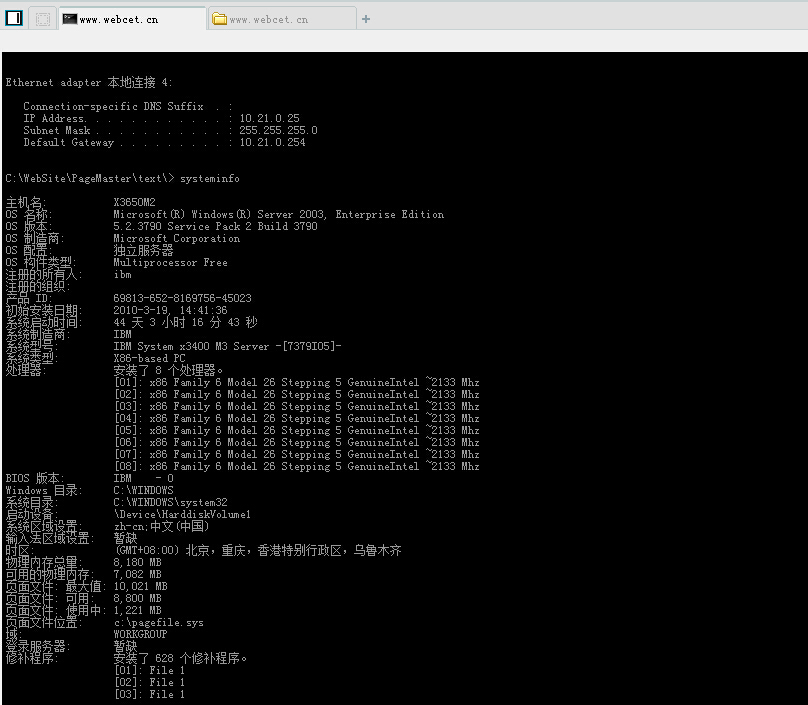 www.webcet.cn
www.webcet.cn
Ethernet adapter 本地连接 4:
Connection-specific DNS Suffix  . :
IP Address. . . . . . . . . . . . : 10.21.0.25
Subnet Mask . . . . . . . . . . . : 255.255.255.0
Default Gateway . . . . . . . . . : 10.21.0.254
C:\WebSite\PageMaster\text\> systeminfo
主机名:           X3650M2
OS 名称:          Microsoft(R) Windows(R) Server 2003, Enterprise Edition
OS 版本:          5.2.3790 Service Pack 2 Build 3790
OS 制造商:        Microsoft Corporation
OS 配置:          独立服务器
OS 构件类型:      Multiprocessor Free
注册的所有人:     ibm
注册的组织:
产品 ID:          69813-652-8169756-45023
初始安装日期:     2010-3-19, 14:41:36
系统启动时间:     44 天 3 小时 16 分 43 秒
系统制造商:       IBM
系统型号:         IBM System x3400 M3 Server -[7379I05]-
系统类型:         X86-based PC
处理器:           安装了 8 个处理器。
[01]: x86 Family 6 Model 26 Stepping 5 GenuineIntel ~2133 Mhz
[02]: x86 Family 6 Model 26 Stepping 5 GenuineIntel ~2133 Mhz
[03]: x86 Family 6 Model 26 Stepping 5 GenuineIntel ~2133 Mhz
[04]: x86 Family 6 Model 26 Stepping 5 GenuineIntel ~2133 Mhz
[05]: x86 Family 6 Model 26 Stepping 5 GenuineIntel ~2133 Mhz
[06]: x86 Family 6 Model 26 Stepping 5 GenuineIntel ~2133 Mhz
[07]: x86 Family 6 Model 26 Stepping 5 GenuineIntel ~2133 Mhz
[08]: x86 Family 6 Model 26 Stepping 5 GenuineIntel ~2133 Mhz
BIOS 版本:        IBM    - 0
Windows 目录:     C:\WINDOWS
系统目录:         C:\WINDOWS\system32
启动设备:         \Device\HarddiskVolume1
系统区域设置:     zh-cn;中文(中国)
输入法区域设置:   暂缺
时区:             (GMT+08:00) 北京，重庆，香港特别行政区，乌鲁木齐
物理内存总量:     8,180 MB
可用的物理内存:   7,082 MB
页面文件: 最大值: 10,021 MB
页面文件: 可用:   8,800 MB
页面文件: 使用中: 1,221 MB
页面文件位置:     c:\pagefile.sys
域:               WORKGROUP
登录服务器:       暂缺
修补程序:         安装了 628 个修补程序。
[01]: File 1
[02]: File 1
[03]: File 1